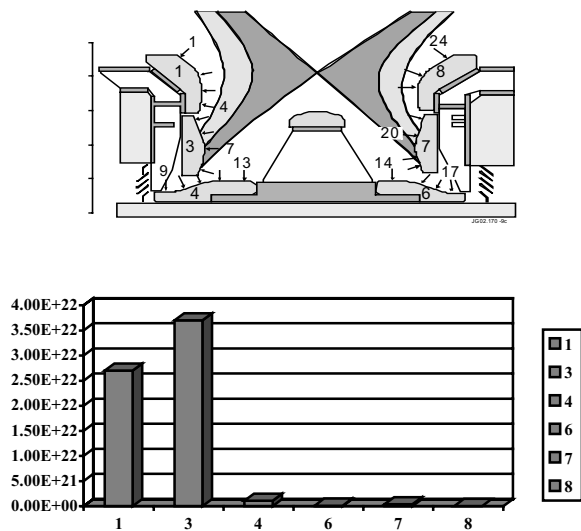 1 24
1 8
4
20
3 7 7
9 13 14 17
4 6
JG02.170 -9c
4.00E+22
3.50E+22
3.00E+22
2.50E+22
2.00E+22
1.50E+22
1.00E+22
5.00E+21
0.00E+00
1 3 4 6 7 8
1
3
4
6
7
8